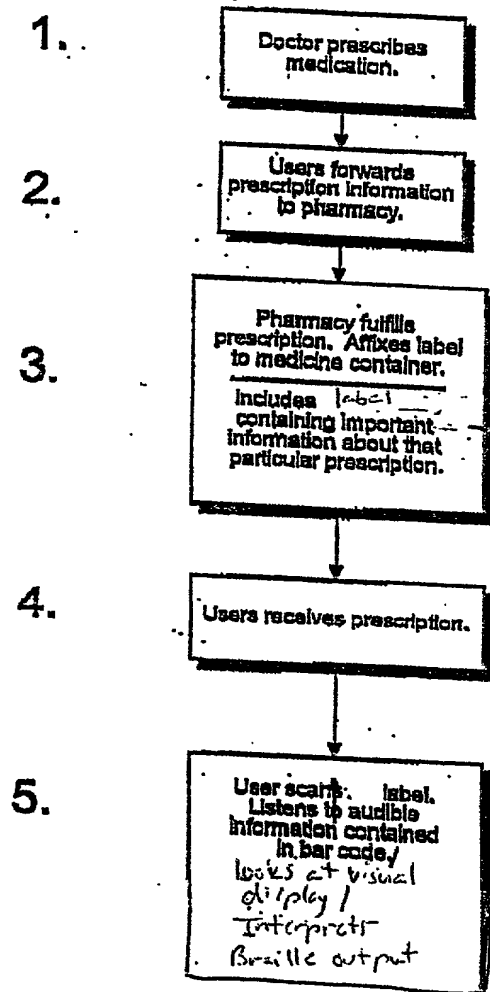 1.
Doctor prescribes
medication.
2.
Users forwards
prescription information
to pharmacy.
3.
Pharmacy fulfills
prescription. Affixes label
to medicine container.
Includes label
containing important
information about that
particular prescription.
4.
Users receives prescription.
5.
User scans label.
Listens to audible
information contained
in bar code/
looks at visual
display /
Interprets
Braille output